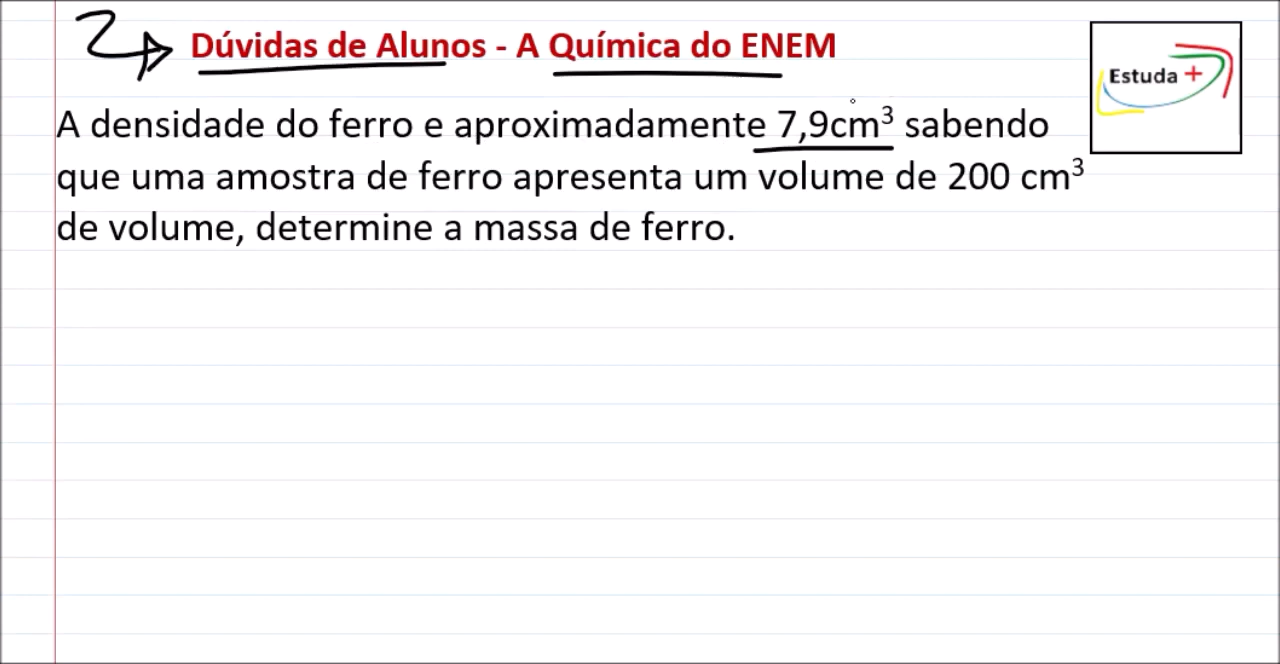 Dúvidas de Alunos - A Química do ENEM
Estuda +
A densidade do ferro e aproximadamente 7,9cm³ sabendo
que uma amostra de ferro apresenta um volume de 200 cm³
de volume, determine a massa de ferro.